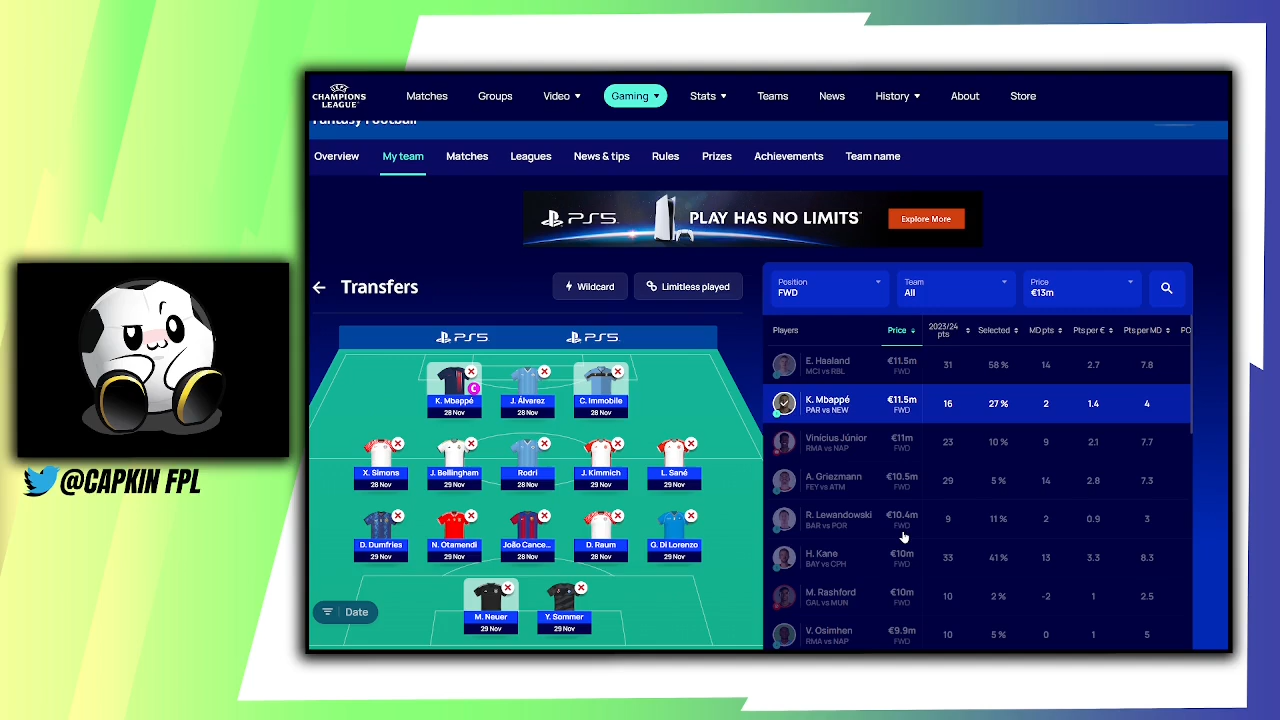 UEFA
CHAMPIONS
LEAGUE
Matches
Groups
Video
Gaming
Stats
Teams
News
History
About
Store
Fantasy Football
Overview
My team
Matches
Leagues
News & tips
Rules
Prizes
Achievements
Team name
PS5 PLAY HAS NO LIMITS™
Explore More
Transfers
Wildcard
Limitless played
Position
FWD
Team
All
Price
€13m
PS5
PS5
K. Mbappé
28 Nov
C
J. Álvarez
28 Nov
C. Immobile
28 Nov
X. Simons
28 Nov
J. Bellingham
29 Nov
Rodri
28 Nov
J. Kimmich
29 Nov
L. Sané
29 Nov
D. Dumfries
29 Nov
N. Otamendi
29 Nov
João Cance...
28 Nov
D. Raum
28 Nov
G. Di Lorenzo
29 Nov
M. Neuer
29 Nov
Y. Sommer
29 Nov
Date
Players
Price
2023/24 pts
Selected
MD pts
Pts per €
Pts per MD
PO
E. Haaland €11.5m 31 58 % 14 2.7 7.8
MCI vs RBL FWD
K. Mbappé €11.5m 16 27 % 2 1.4 4
PAR vs NEW FWD
Vinícius Júnior €11m 23 10 % 9 2.1 7.7
RMA vs NAP FWD
A. Griezmann €10.5m 29 5 % 14 2.8 7.3
FEY vs ATM FWD
R. Lewandowski €10.4m 9 11 % 2 0.9 3
BAR vs POR FWD
H. Kane €10m 33 41 % 13 3.3 8.3
BAY vs CPH FWD
M. Rashford €10m 10 2 % -2 1 2.5
GAL vs MUN FWD
V. Osimhen €9.9m 10 5 % 0 1 5
RMA vs NAP FWD
@CAPKIN FPL